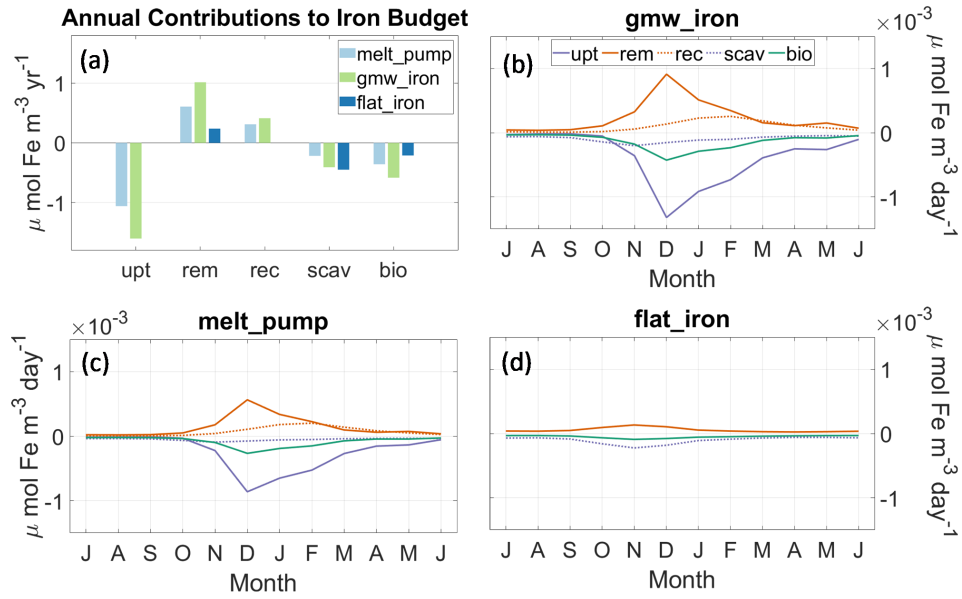 Annual Contributions to Iron Budget
(a)
melt_pump
gmw_iron
flat_iron
μ mol Fe m⁻³ yr⁻¹
1
0
-1
upt rem rec scav bio
gmw_iron
×10⁻³
(b)
upt rem rec scav bio
1
0
-1
μ mol Fe m⁻³ day⁻¹
J A S O N D J F M A M J
Month
melt_pump
×10⁻³
(c)
μ mol Fe m⁻³ day⁻¹
1
0
-1
J A S O N D J F M A M J
Month
flat_iron
×10⁻³
(d)
1
0
-1
μ mol Fe m⁻³ day⁻¹
J A S O N D J F M A M J
Month